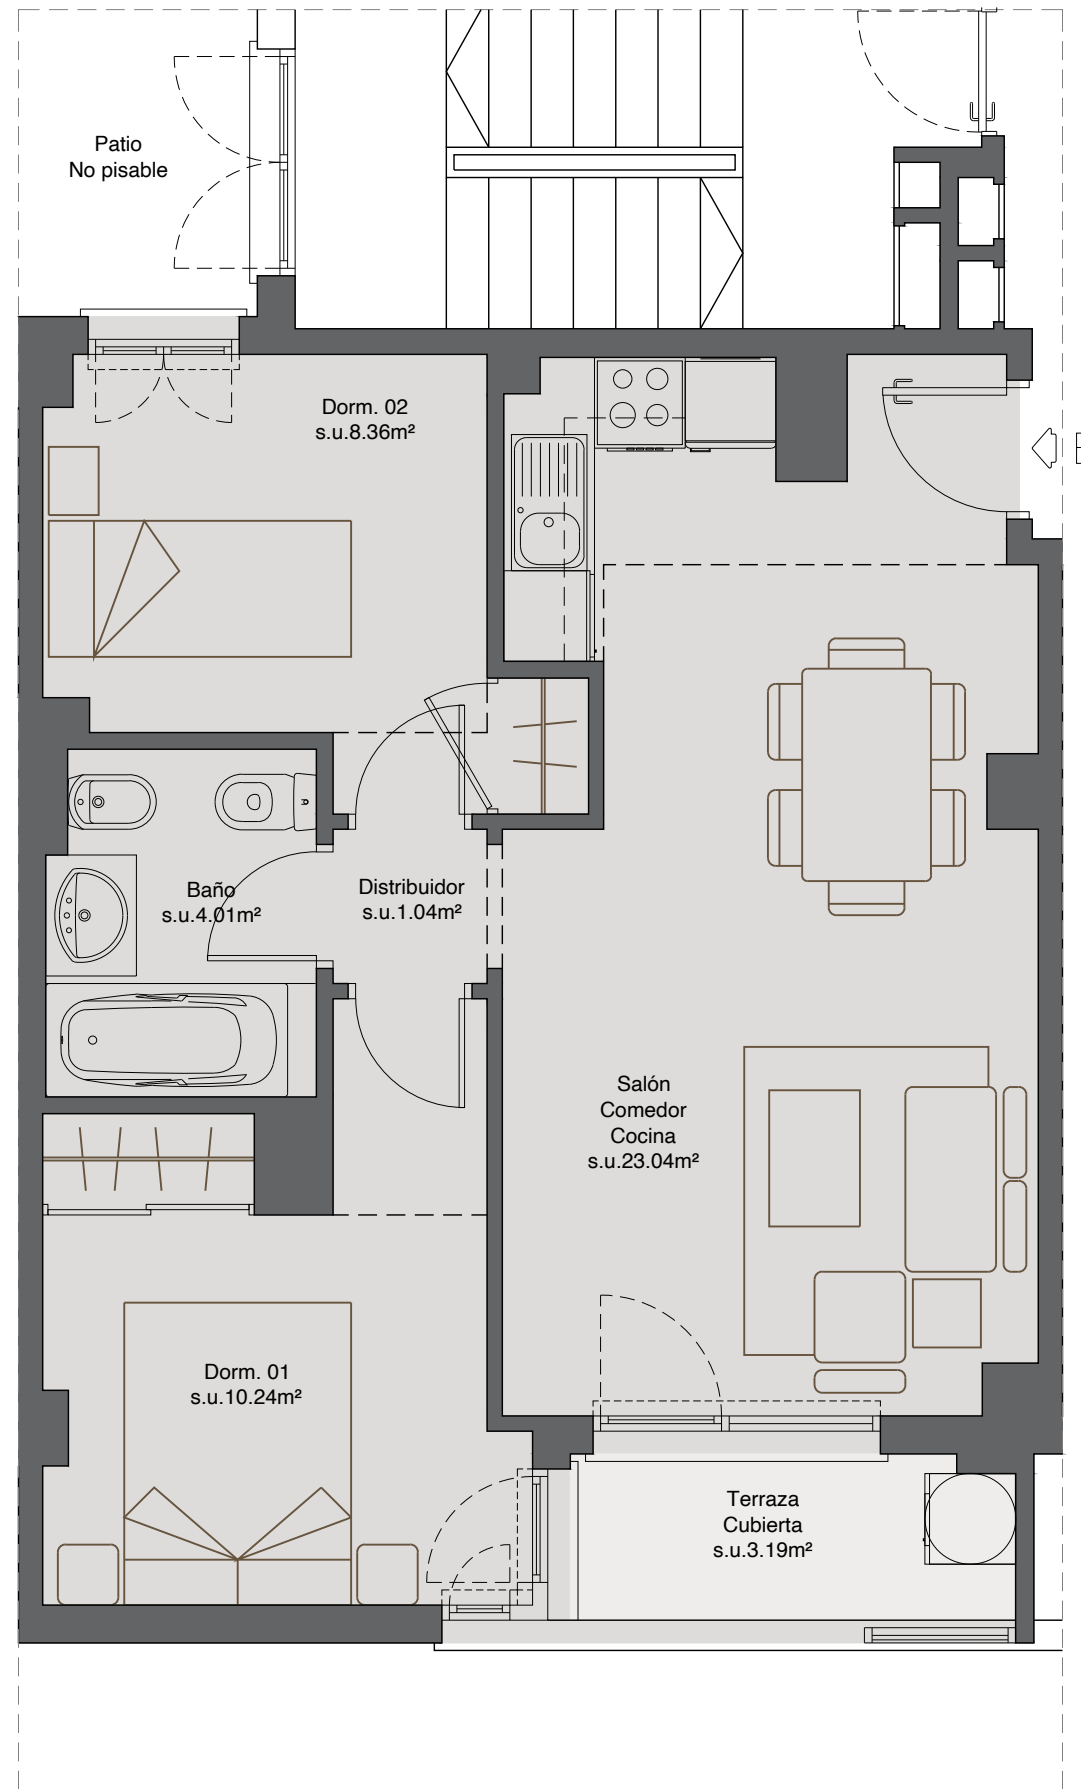 Patio
No pisable
Dorm. 02
s.u.8.36m²
Baño
s.u.4.01m²
Distribuidor
s.u.1.04m²
Salón
Comedor
Cocina
s.u.23.04m²
Dorm. 01
s.u.10.24m²
Terraza
Cubierta
s.u.3.19m²